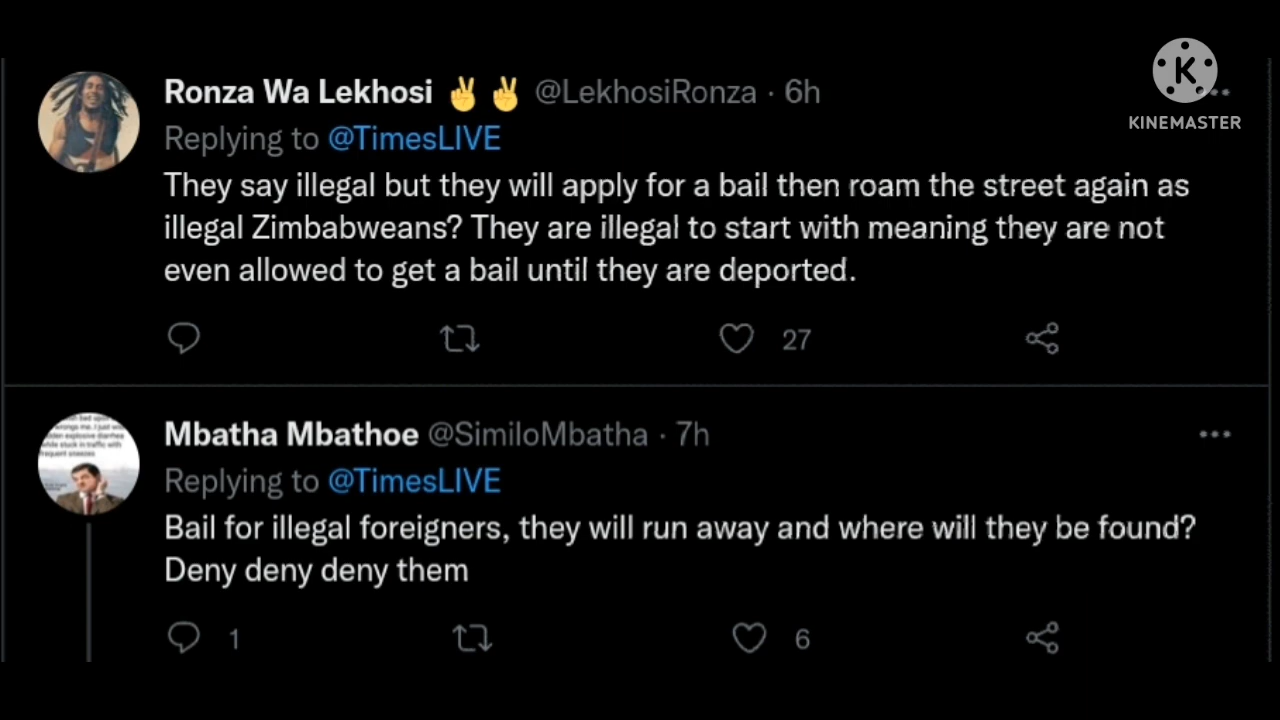 Ronza Wa Lekhosi ✌️ ✌️ @LekhosiRonza · 6h
KINEMASTER
Replying to @TimesLIVE
They say illegal but they will apply for a bail then roam the street again as
illegal Zimbabweans? They are illegal to start with meaning they are not
even allowed to get a bail until they are deported.
27
Mbatha Mbathoe @SimiloMbatha · 7h
Replying to @TimesLIVE
Bail for illegal foreigners, they will run away and where will they be found?
Deny deny deny them
1 6